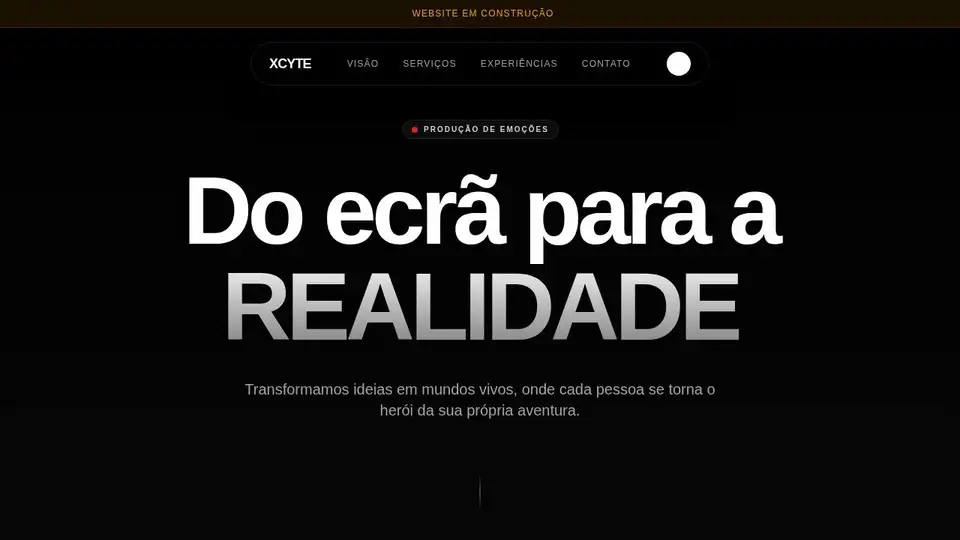 WEBSITE EM CONSTRUÇÃO
XCYTE VISÃO SERVIÇOS EXPERIÊNCIAS CONTATO
PRODUÇÃO DE EMOÇÕES
Do ecrã para a
REALIDADE
Transformamos ideias em mundos vivos, onde cada pessoa se torna o
herói da sua própria aventura.